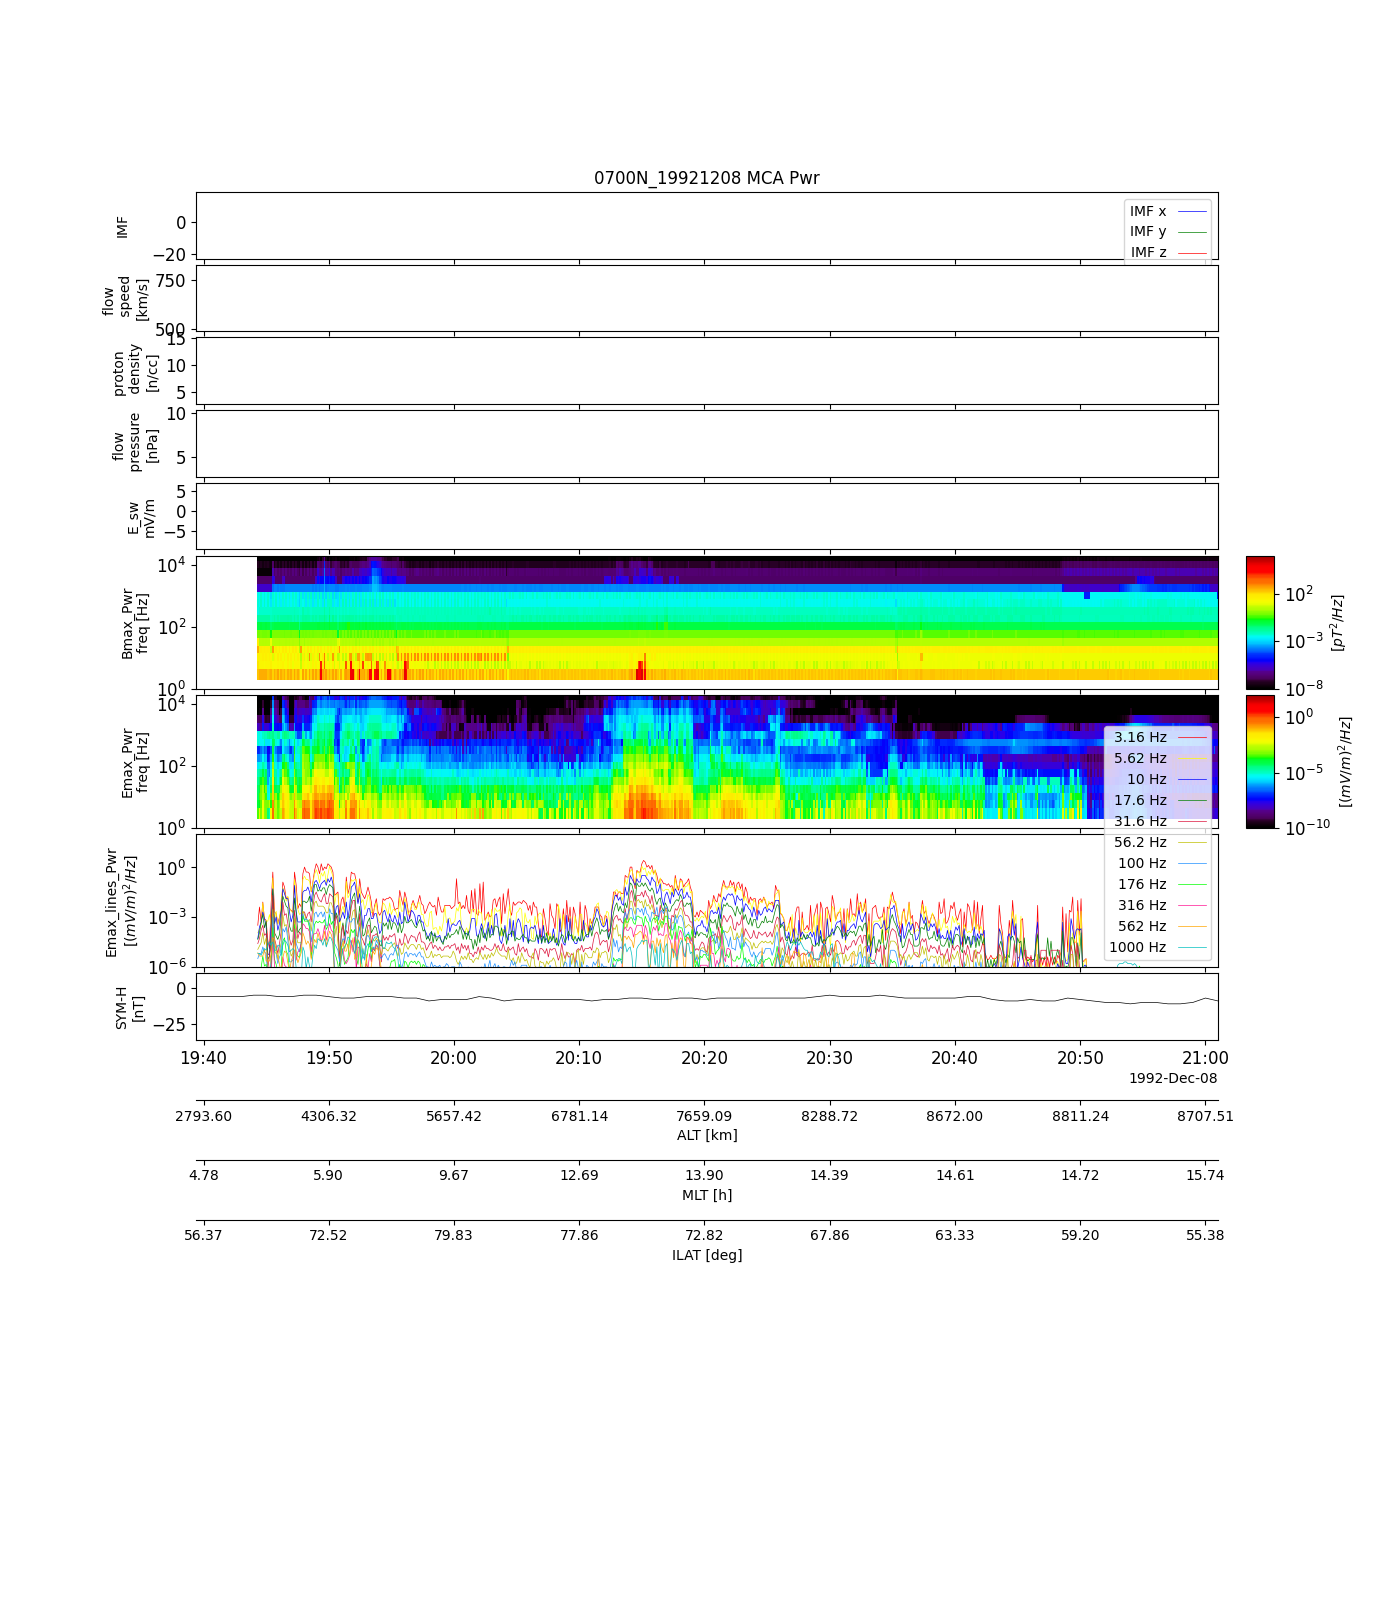 0700N_19921208 MCA Pwr
IMF
0
−20
IMF x
IMF y
IMF z
flow
speed
[km/s]
750
500
proton
density
[n/cc]
15
10
5
flow
pressure
[nPa]
10
5
E_sw
mV/m
5
0
−5
Bmax_Pwr
freq [Hz]
10^4
10^2
10^0
10^2
10^−3
10^−8
[pT^2/Hz]
Emax_Pwr
freq [Hz]
10^4
10^2
10^0
10^0
10^−5
10^−10
[(mV/m)^2/Hz]
3.16 Hz
5.62 Hz
10 Hz
17.6 Hz
31.6 Hz
56.2 Hz
100 Hz
176 Hz
316 Hz
562 Hz
1000 Hz
Emax_lines_Pwr
[(mV/m)^2/Hz]
10^0
10^−3
10^−6
SYM-H
[nT]
0
−25
19:40 19:50 20:00 20:10 20:20 20:30 20:40 20:50 21:00
1992-Dec-08
2793.60 4306.32 5657.42 6781.14 7659.09 8288.72 8672.00 8811.24 8707.51
ALT [km]
4.78 5.90 9.67 12.69 13.90 14.39 14.61 14.72 15.74
MLT [h]
56.37 72.52 79.83 77.86 72.82 67.86 63.33 59.20 55.38
ILAT [deg]